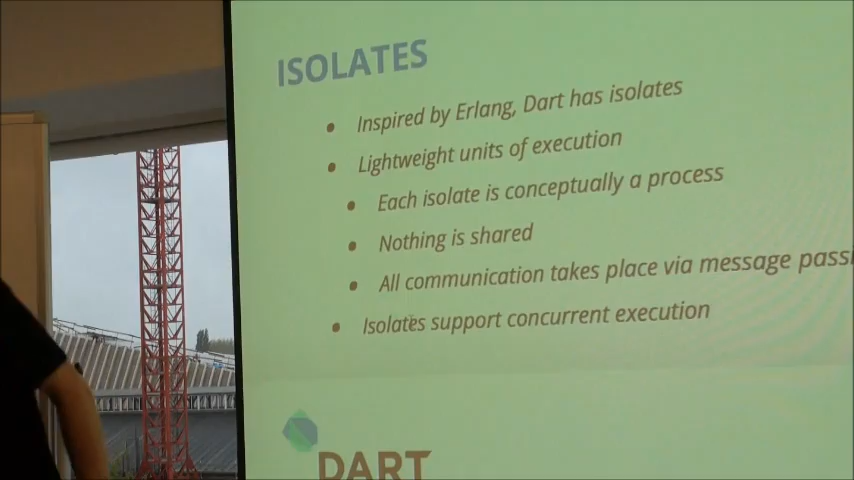 ISOLATES
Inspired by Erlang, Dart has isolates
Lightweight units of execution
Each isolate is conceptually a process
Nothing is shared
All communication takes place via message passi
Isolates support concurrent execution
DART